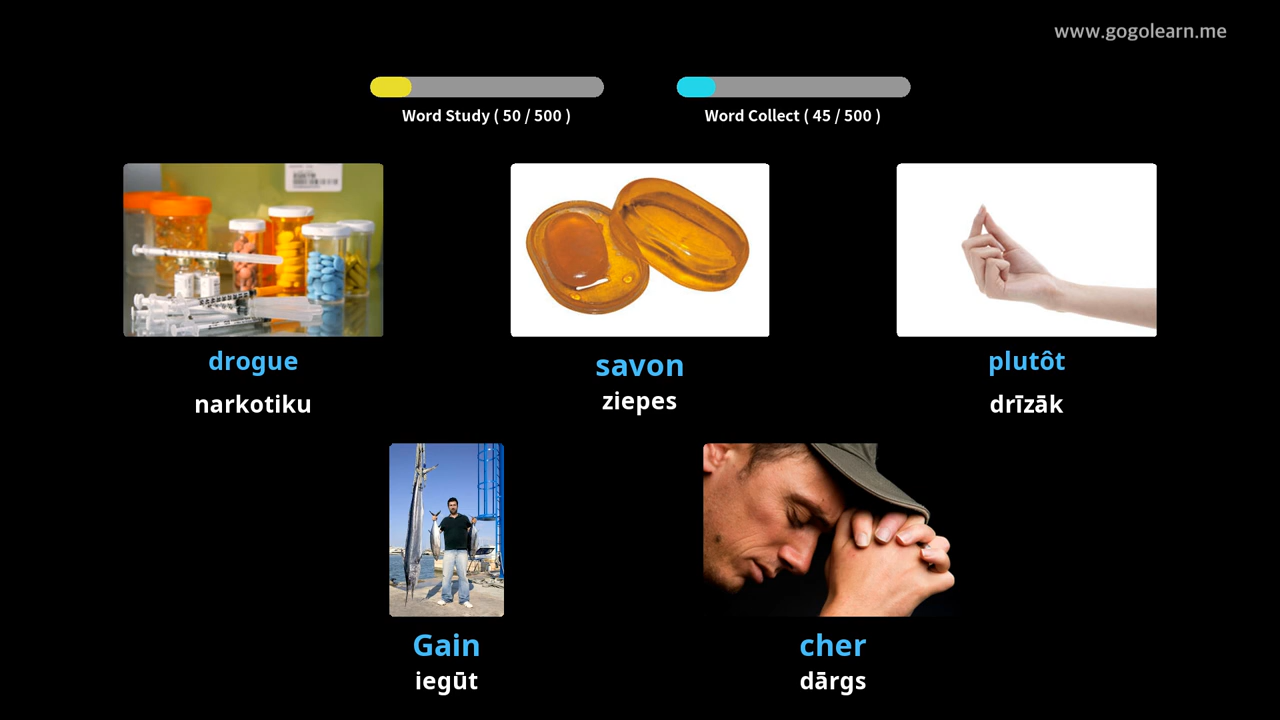 www.gogolearn.me
Word Study ( 50 / 500 )
Word Collect ( 45 / 500 )
drogue
narkotiku
savon
ziepes
plutôt
drīzāk
Gain
iegūt
cher
dārgs